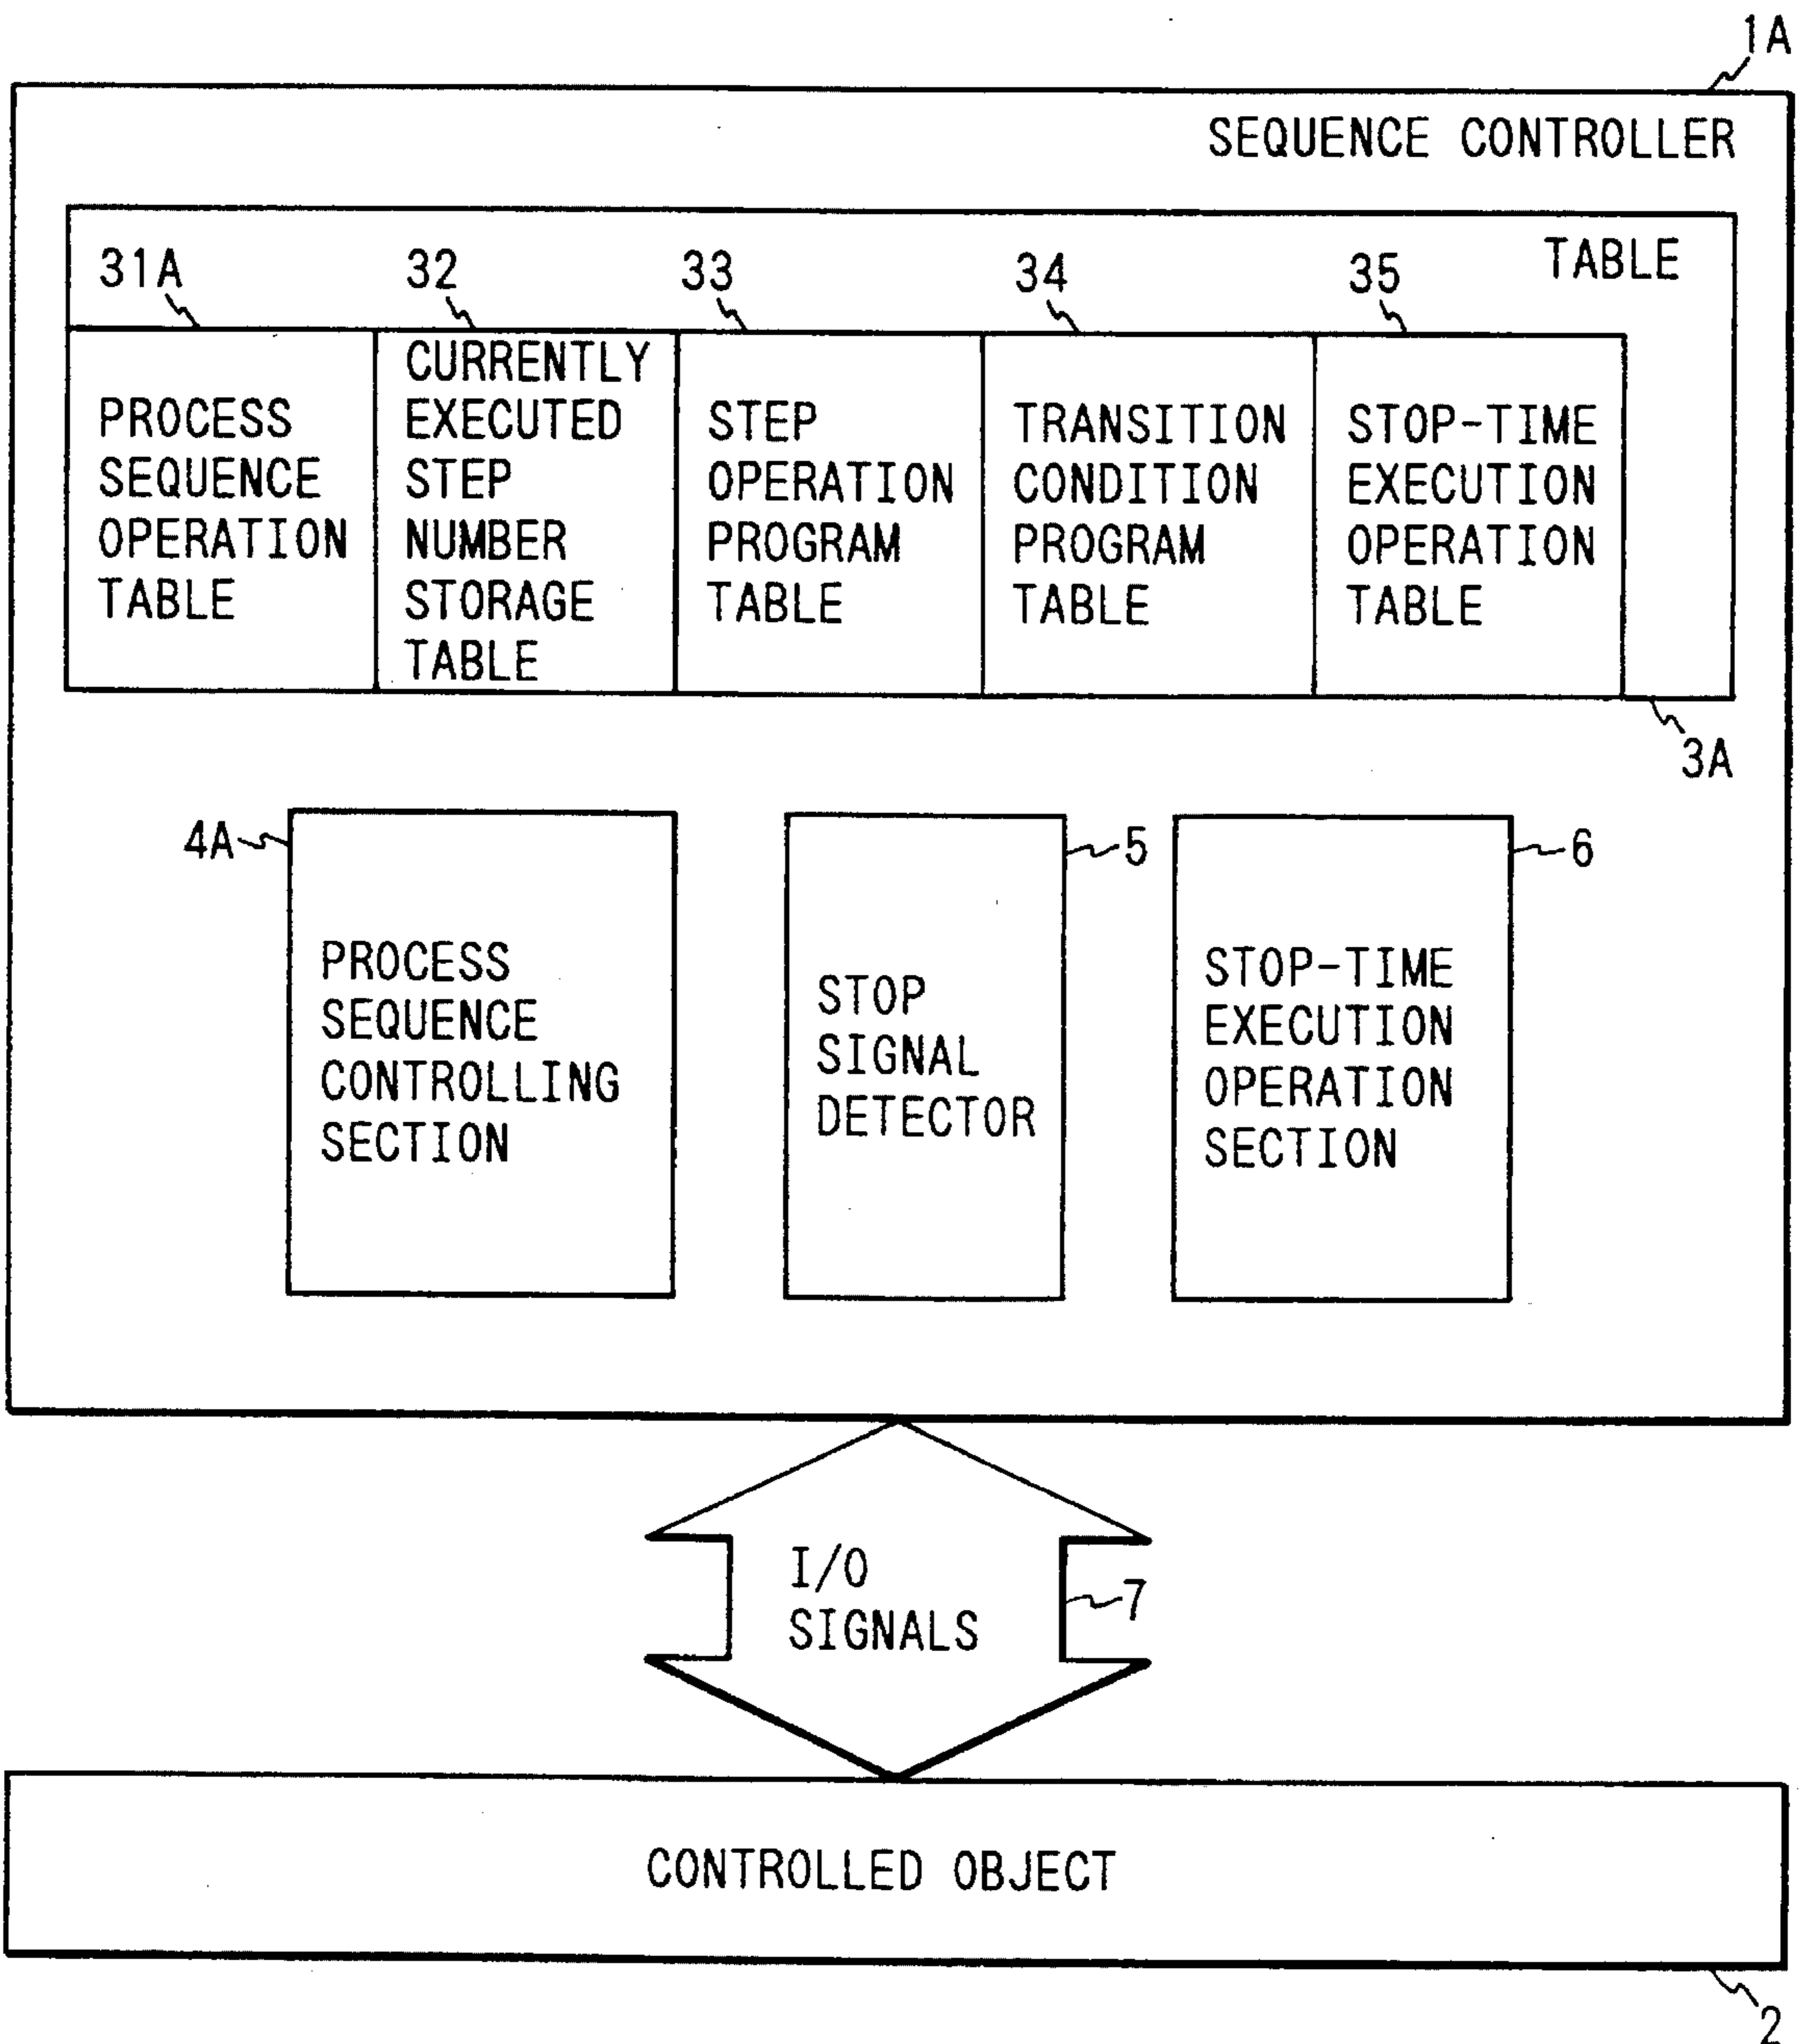 1A
SEQUENCE CONTROLLER
TABLE
31A
32
33
34
35
PROCESS
SEQUENCE
OPERATION
TABLE
CURRENTLY
EXECUTED
STEP
NUMBER
STORAGE
TABLE
STEP
OPERATION
PROGRAM
TABLE
TRANSITION
CONDITION
PROGRAM
TABLE
STOP-TIME
EXECUTION
OPERATION
TABLE
3A
4A
PROCESS
SEQUENCE
CONTROLLING
SECTION
5
STOP
SIGNAL
DETECTOR
6
STOP-TIME
EXECUTION
OPERATION
SECTION
I/O
SIGNALS
7
CONTROLLED OBJECT
2